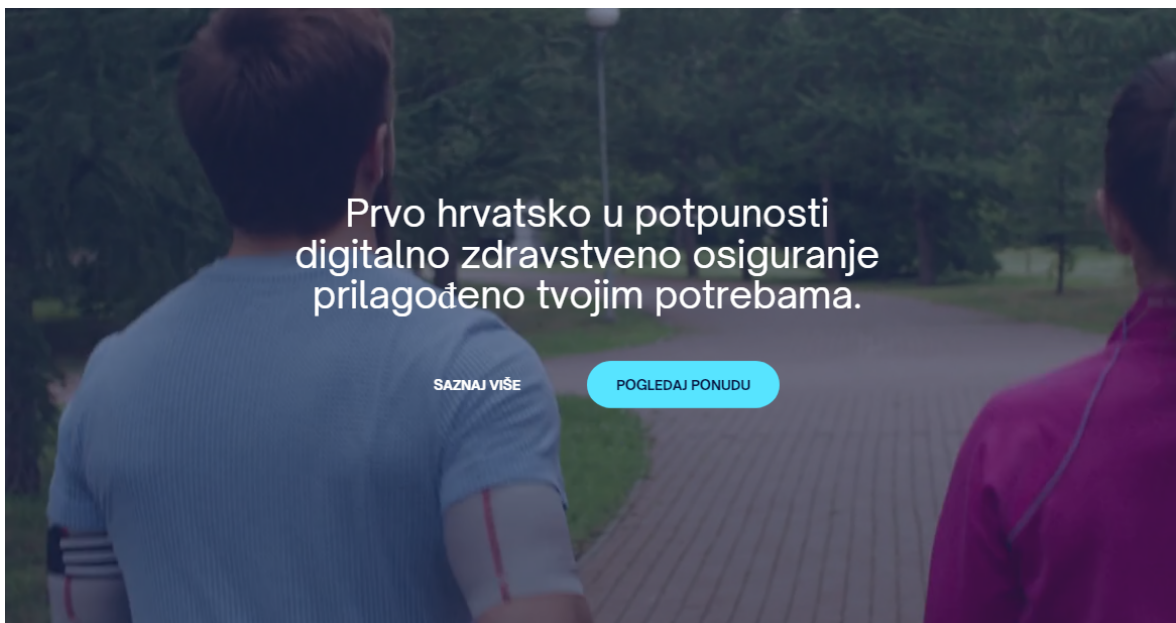 Prvo hrvatsko u potpunosti
digitalno zdravstveno osiguranje
prilagođeno tvojim potrebama.
SAZNAJ VIŠE
POGLEDAJ PONUDU